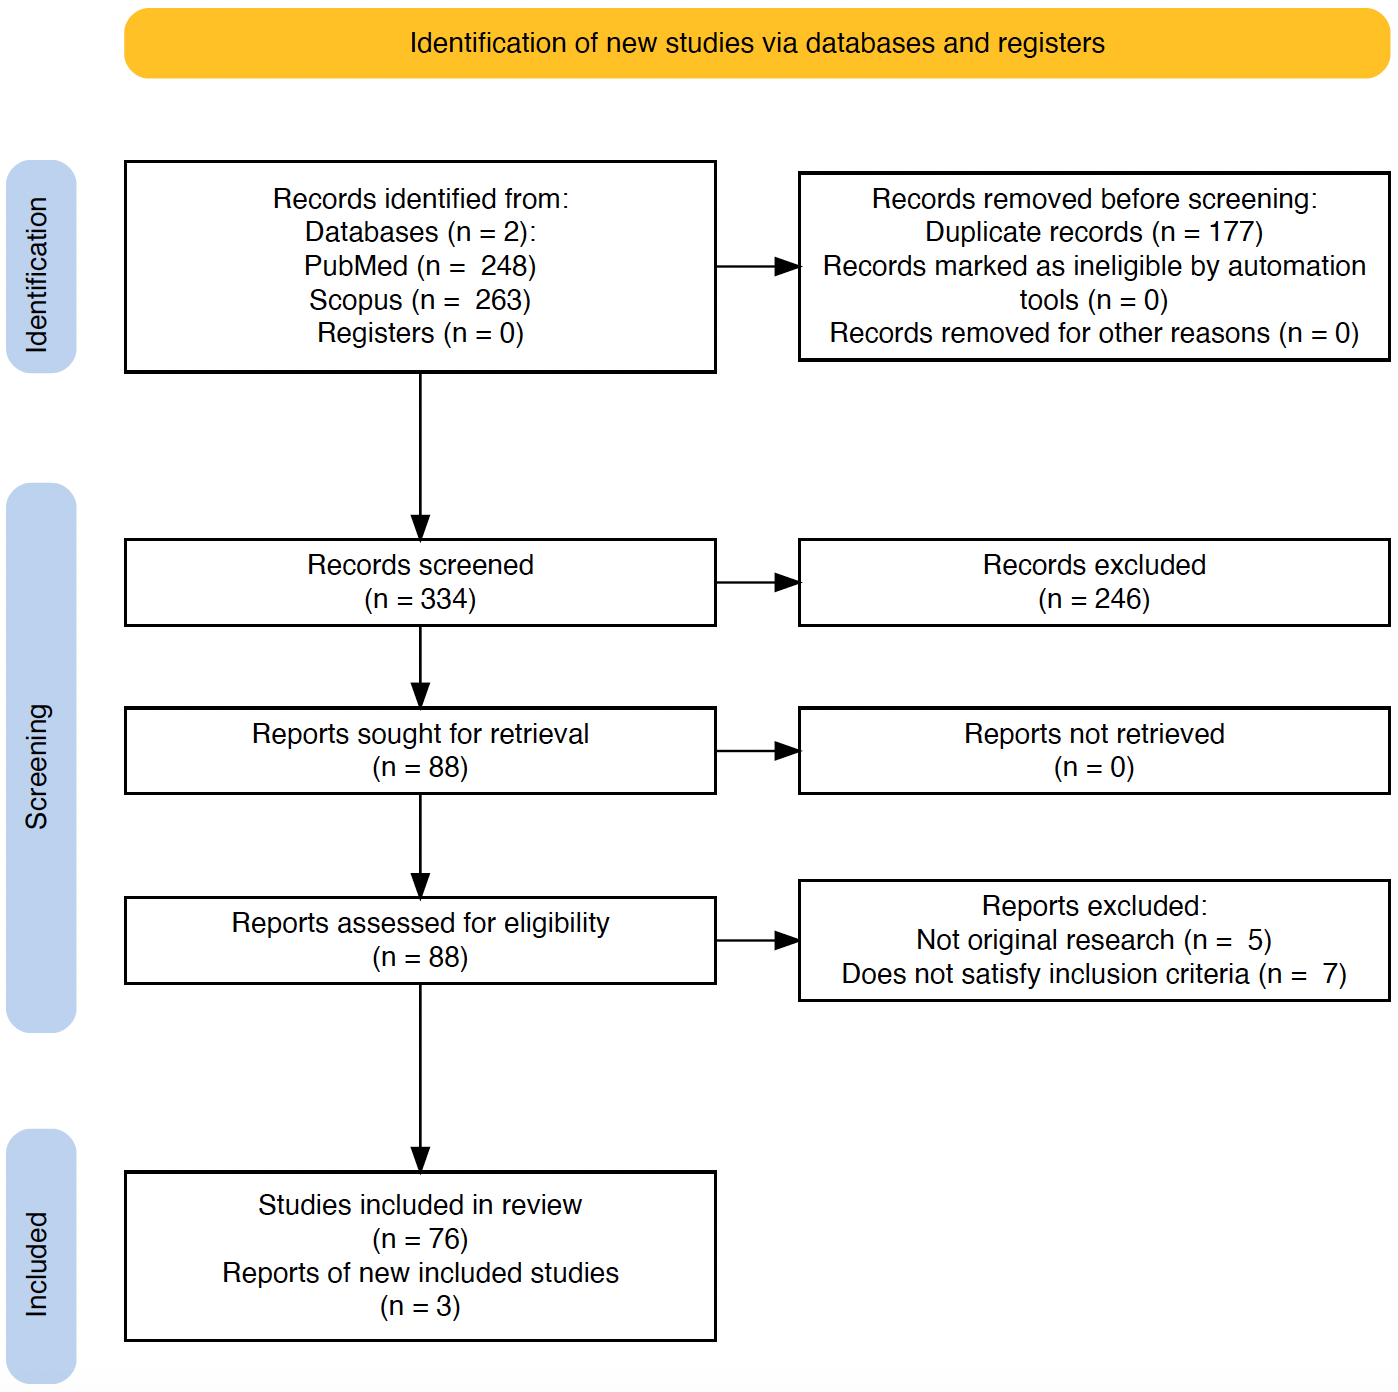 Identification of new studies via databases and registers
Identification
Records identified from:
Databases (n = 2):
PubMed (n =  248)
Scopus (n =  263)
Registers (n = 0)
Records removed before screening:
Duplicate records (n = 177)
Records marked as ineligible by automation
tools (n = 0)
Records removed for other reasons (n = 0)
Screening
Records screened
(n = 334)
Records excluded
(n = 246)
Reports sought for retrieval
(n = 88)
Reports not retrieved
(n = 0)
Reports assessed for eligibility
(n = 88)
Reports excluded:
Not original research (n =  5)
Does not satisfy inclusion criteria (n =  7)
Included
Studies included in review
(n = 76)
Reports of new included studies
(n = 3)